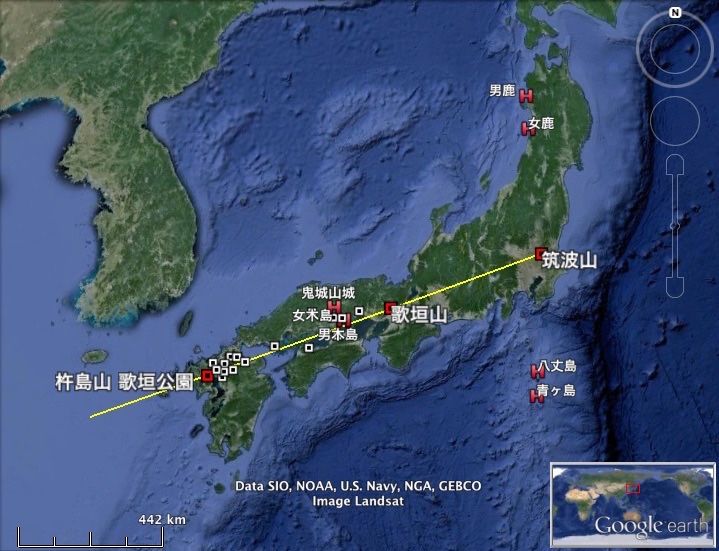 N
男鹿
女鹿
筑波山
鬼城山城
女米島
歌垣山
男木島
八丈島
杵島山 歌垣公園
青ヶ島
Data SIO, NOAA, U.S. Navy, NGA, GEBCO
Image Landsat
442 km
Google earth